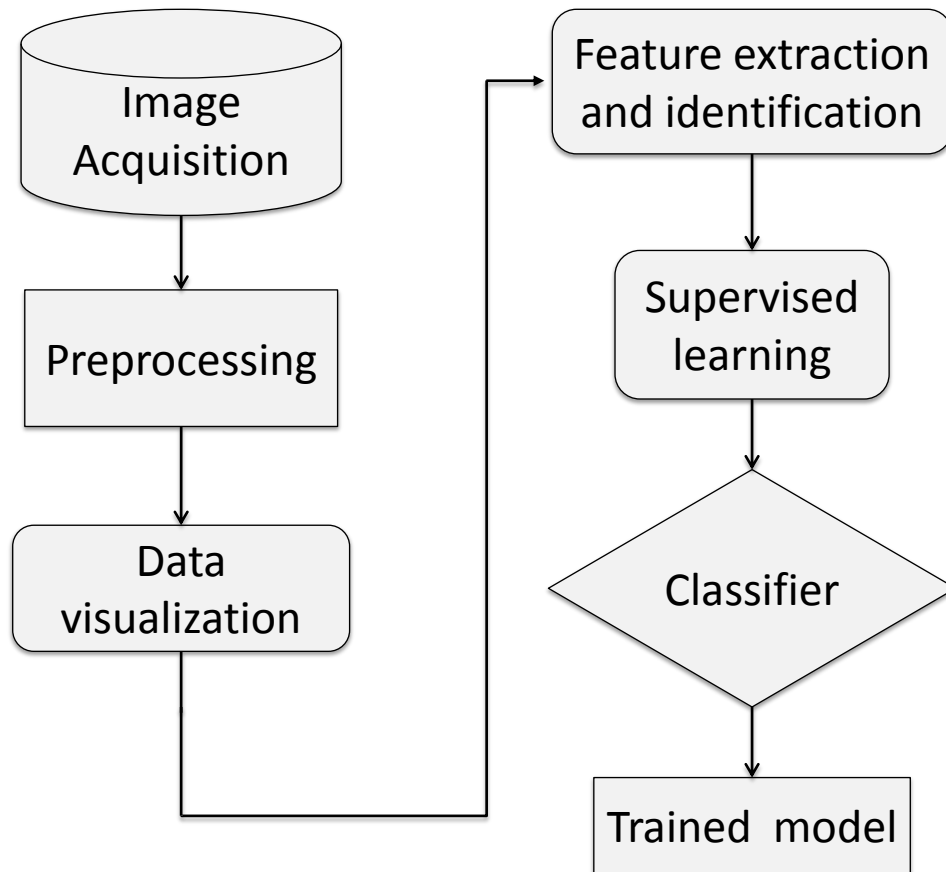 Image
Acquisition
Preprocessing
Data
visualization
Feature extraction
and identification
Supervised
learning
Classifier
Trained model